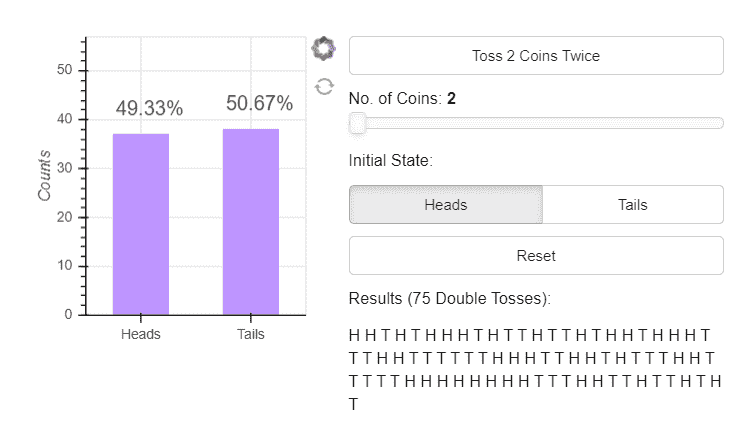 50
40
30
20
10
0
Counts
49.33%
50.67%
Heads
Tails
Toss 2 Coins Twice
No. of Coins: 2
Initial State:
Heads
Tails
Reset
Results (75 Double Tosses):
H H T H T H H H T H T T H T T H T H H T H H H T
T T H H T T T T T T H H H T T H H T H T T T H H T
T T T T H H H H H H H H T T T H H T T H T T H T H
T